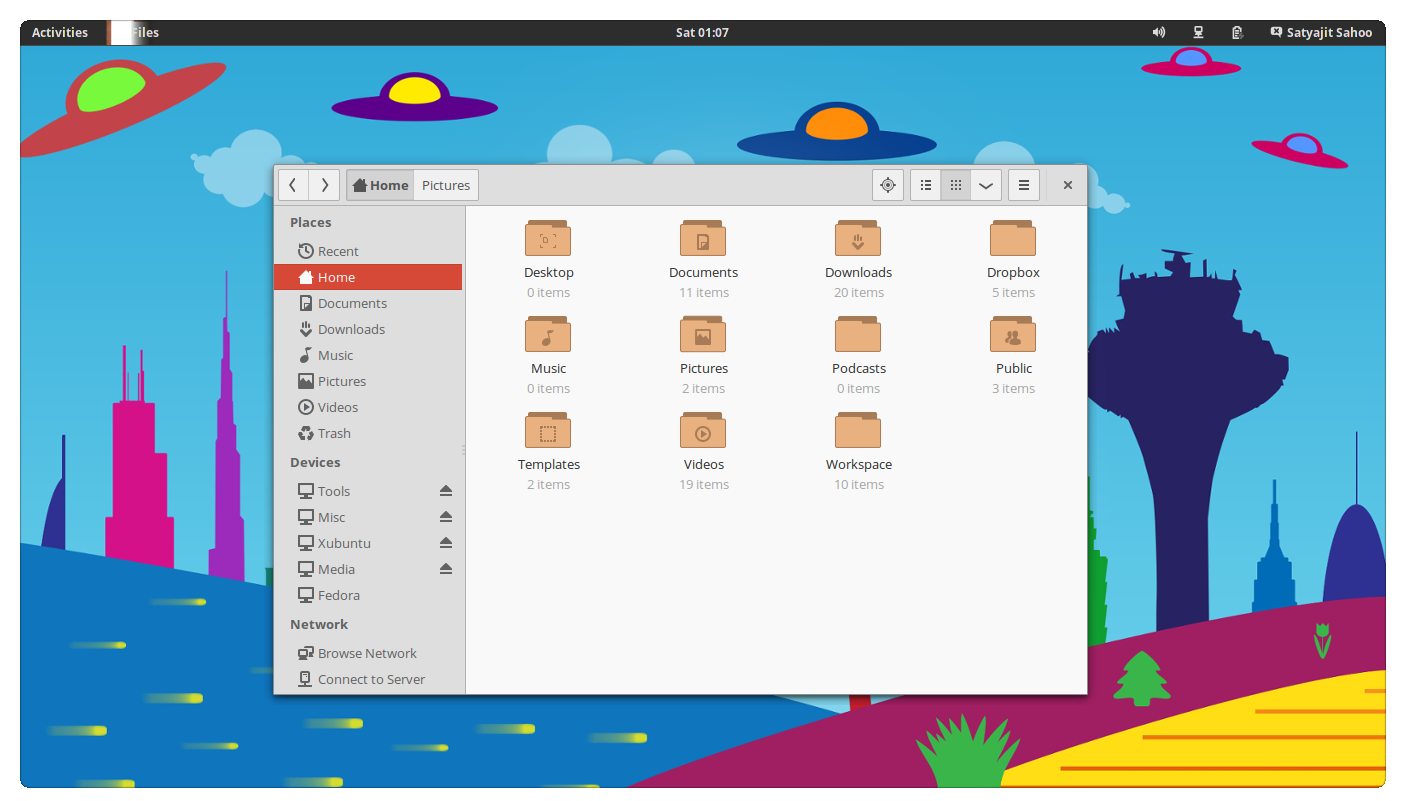 Activities Files Sat 01:07 Satyajit Sahoo
Home Pictures
Places
Recent
Home
Documents
Downloads
Music
Pictures
Videos
Trash
Devices
Tools
Misc
Xubuntu
Media
Fedora
Network
Browse Network
Connect to Server
Desktop Documents Downloads Dropbox
0 items 11 items 20 items 5 items
Music Pictures Podcasts Public
0 items 2 items 0 items 3 items
Templates Videos Workspace
2 items 19 items 10 items